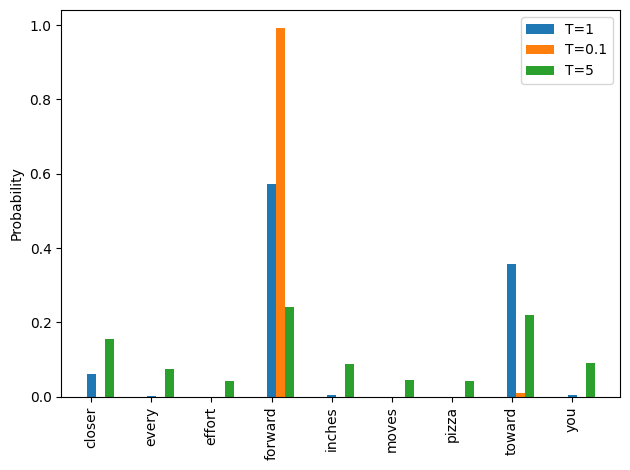 1.0
0.8
0.6
0.4
0.2
0.0
Probability
T=1
T=0.1
T=5
closer
every
effort
forward
inches
moves
pizza
toward
you